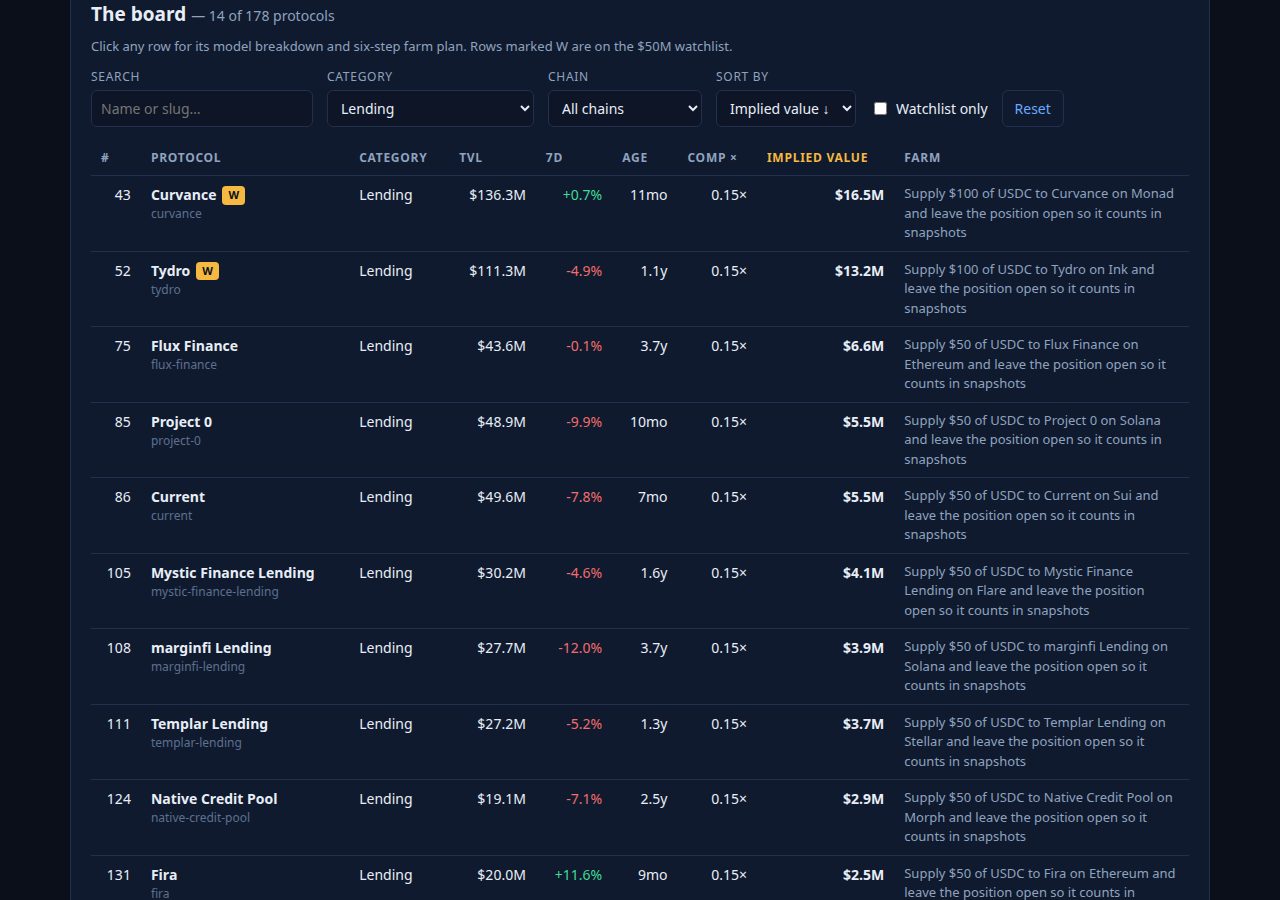 The board — 14 of 178 protocols
Click any row for its model breakdown and six-step farm plan. Rows marked W are on the $50M watchlist.
SEARCH CATEGORY CHAIN SORT BY
Name or slug... Lending All chains Implied value ↓ Watchlist only Reset
# PROTOCOL CATEGORY TVL 7D AGE COMP × IMPLIED VALUE FARM
43 Curvance W Lending $136.3M +0.7% 11mo 0.15× $16.5M Supply $100 of USDC to Curvance on Monad
curvance and leave the position open so it counts in
snapshots
52 Tydro W Lending $111.3M -4.9% 1.1y 0.15× $13.2M Supply $100 of USDC to Tydro on Ink and
tydro leave the position open so it counts in
snapshots
75 Flux Finance Lending $43.6M -0.1% 3.7y 0.15× $6.6M Supply $50 of USDC to Flux Finance on
flux-finance Ethereum and leave the position open so it
counts in snapshots
85 Project 0 Lending $48.9M -9.9% 10mo 0.15× $5.5M Supply $50 of USDC to Project 0 on Solana
project-0 and leave the position open so it counts in
snapshots
86 Current Lending $49.6M -7.8% 7mo 0.15× $5.5M Supply $50 of USDC to Current on Sui and
current leave the position open so it counts in
snapshots
105 Mystic Finance Lending Lending $30.2M -4.6% 1.6y 0.15× $4.1M Supply $50 of USDC to Mystic Finance
mystic-finance-lending Lending on Flare and leave the position
open so it counts in snapshots
108 marginfi Lending Lending $27.7M -12.0% 3.7y 0.15× $3.9M Supply $50 of USDC to marginfi Lending on
marginfi-lending Solana and leave the position open so it
counts in snapshots
111 Templar Lending Lending $27.2M -5.2% 1.3y 0.15× $3.7M Supply $50 of USDC to Templar Lending on
templar-lending Stellar and leave the position open so it
counts in snapshots
124 Native Credit Pool Lending $19.1M -7.1% 2.5y 0.15× $2.9M Supply $50 of USDC to Native Credit Pool on
native-credit-pool Morph and leave the position open so it
counts in snapshots
131 Fira Lending $20.0M +11.6% 9mo 0.15× $2.5M Supply $50 of USDC to Fira on Ethereum and
fira leave the position open so it counts in